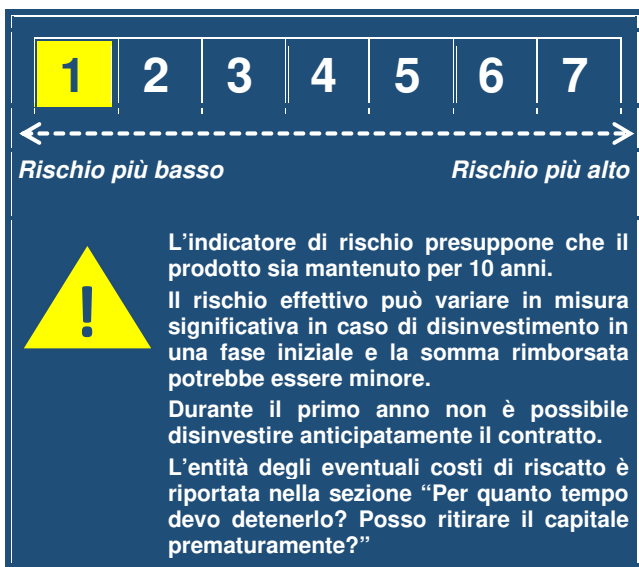 1 2 3 4 5 6 7
Rischio più basso Rischio più alto
!
L’indicatore di rischio presuppone che il
prodotto sia mantenuto per 10 anni.
Il rischio effettivo può variare in misura
significativa in caso di disinvestimento in
una fase iniziale e la somma rimborsata
potrebbe essere minore.
Durante il primo anno non è possibile
disinvestire anticipatamente il contratto.
L’entità degli eventuali costi di riscatto è
riportata nella sezione “Per quanto tempo
devo detenerlo? Posso ritirare il capitale
prematuramente?”